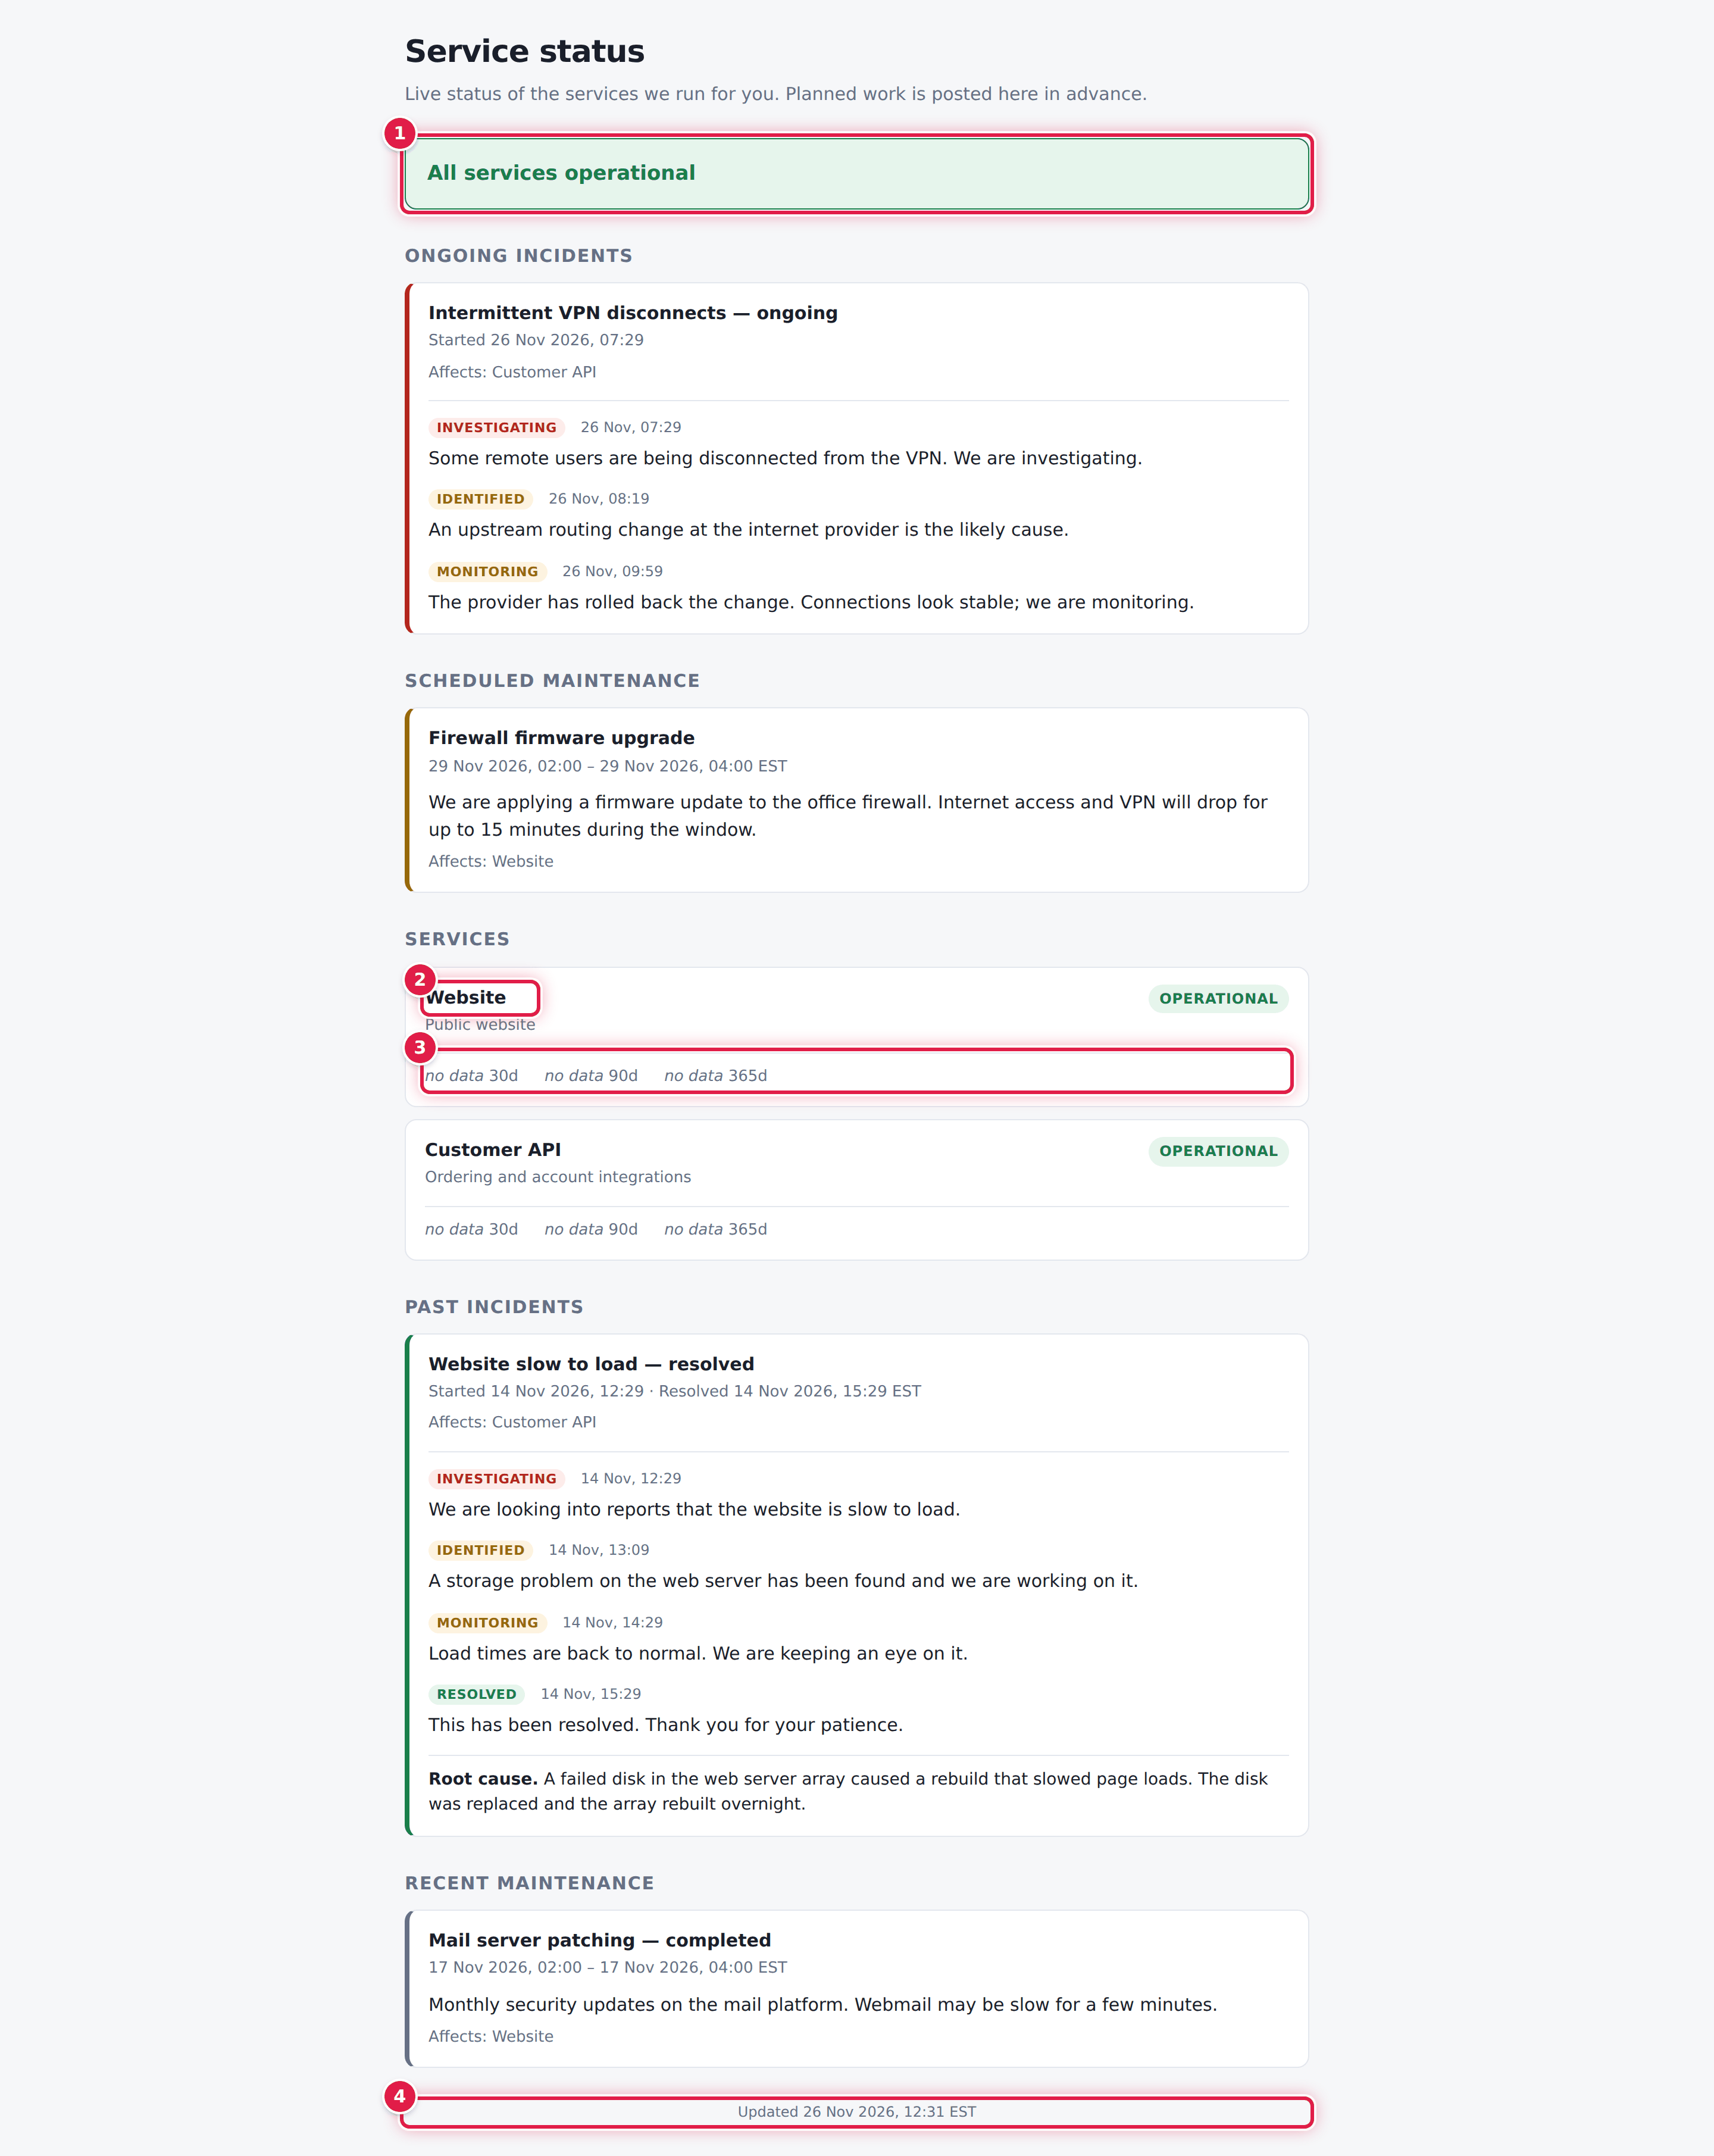 Service status
Live status of the services we run for you. Planned work is posted here in advance.
1
All services operational
ONGOING INCIDENTS
Intermittent VPN disconnects — ongoing
Started 26 Nov 2026, 07:29
Affects: Customer API
INVESTIGATING 26 Nov, 07:29
Some remote users are being disconnected from the VPN. We are investigating.
IDENTIFIED 26 Nov, 08:19
An upstream routing change at the internet provider is the likely cause.
MONITORING 26 Nov, 09:59
The provider has rolled back the change. Connections look stable; we are monitoring.
SCHEDULED MAINTENANCE
Firewall firmware upgrade
29 Nov 2026, 02:00 – 29 Nov 2026, 04:00 EST
We are applying a firmware update to the office firewall. Internet access and VPN will drop for
up to 15 minutes during the window.
Affects: Website
SERVICES
2
Website OPERATIONAL
Public website
3
no data 30d no data 90d no data 365d
Customer API OPERATIONAL
Ordering and account integrations
no data 30d no data 90d no data 365d
PAST INCIDENTS
Website slow to load — resolved
Started 14 Nov 2026, 12:29 · Resolved 14 Nov 2026, 15:29 EST
Affects: Customer API
INVESTIGATING 14 Nov, 12:29
We are looking into reports that the website is slow to load.
IDENTIFIED 14 Nov, 13:09
A storage problem on the web server has been found and we are working on it.
MONITORING 14 Nov, 14:29
Load times are back to normal. We are keeping an eye on it.
RESOLVED 14 Nov, 15:29
This has been resolved. Thank you for your patience.
Root cause. A failed disk in the web server array caused a rebuild that slowed page loads. The disk
was replaced and the array rebuilt overnight.
RECENT MAINTENANCE
Mail server patching — completed
17 Nov 2026, 02:00 – 17 Nov 2026, 04:00 EST
Monthly security updates on the mail platform. Webmail may be slow for a few minutes.
Affects: Website
4
Updated 26 Nov 2026, 12:31 EST